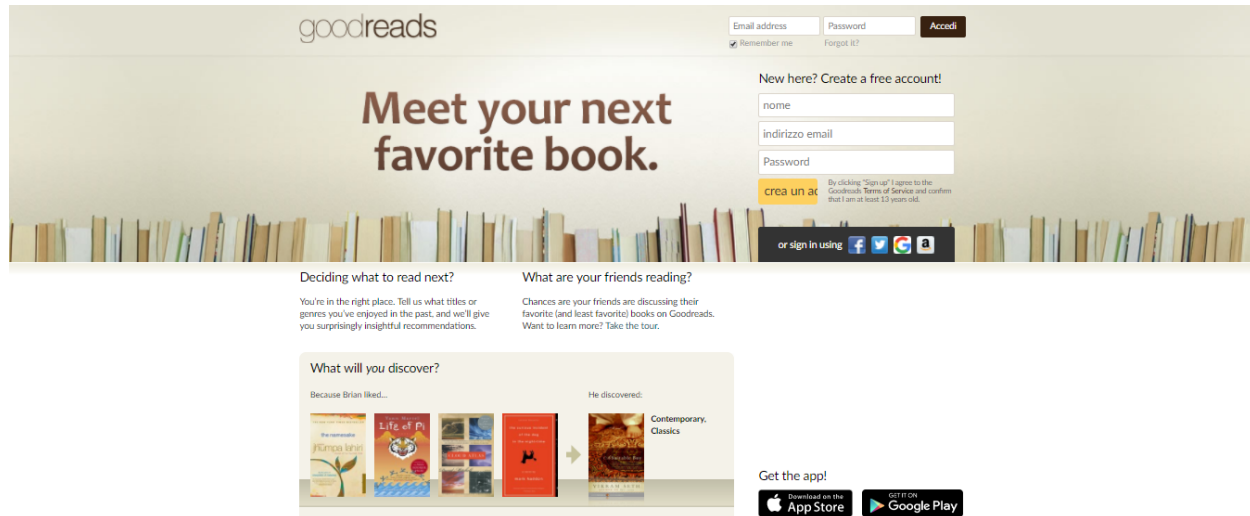 goodreads
Email address
Password
Accedi
Remember me
Forgot it?
Meet your next
favorite book.
New here? Create a free account!
nome
indirizzo email
Password
crea un ac
By clicking "Sign up" I agree to the
Goodreads Terms of Service and confirm
that I am at least 13 years old.
or sign in using
Deciding what to read next?
You're in the right place. Tell us what titles or
genres you've enjoyed in the past, and we'll give
you surprisingly insightful recommendations.
What are your friends reading?
Chances are your friends are discussing their
favorite (and least favorite) books on Goodreads.
Want to learn more? Take the tour.
What will you discover?
Because Brian liked...
He discovered:
the namesake
jhumpa lahiri
Life of Pi
CLOUD ATLAS
Contemporary,
Classics
Get the app!
Download on the
App Store
GET IT ON
Google Play